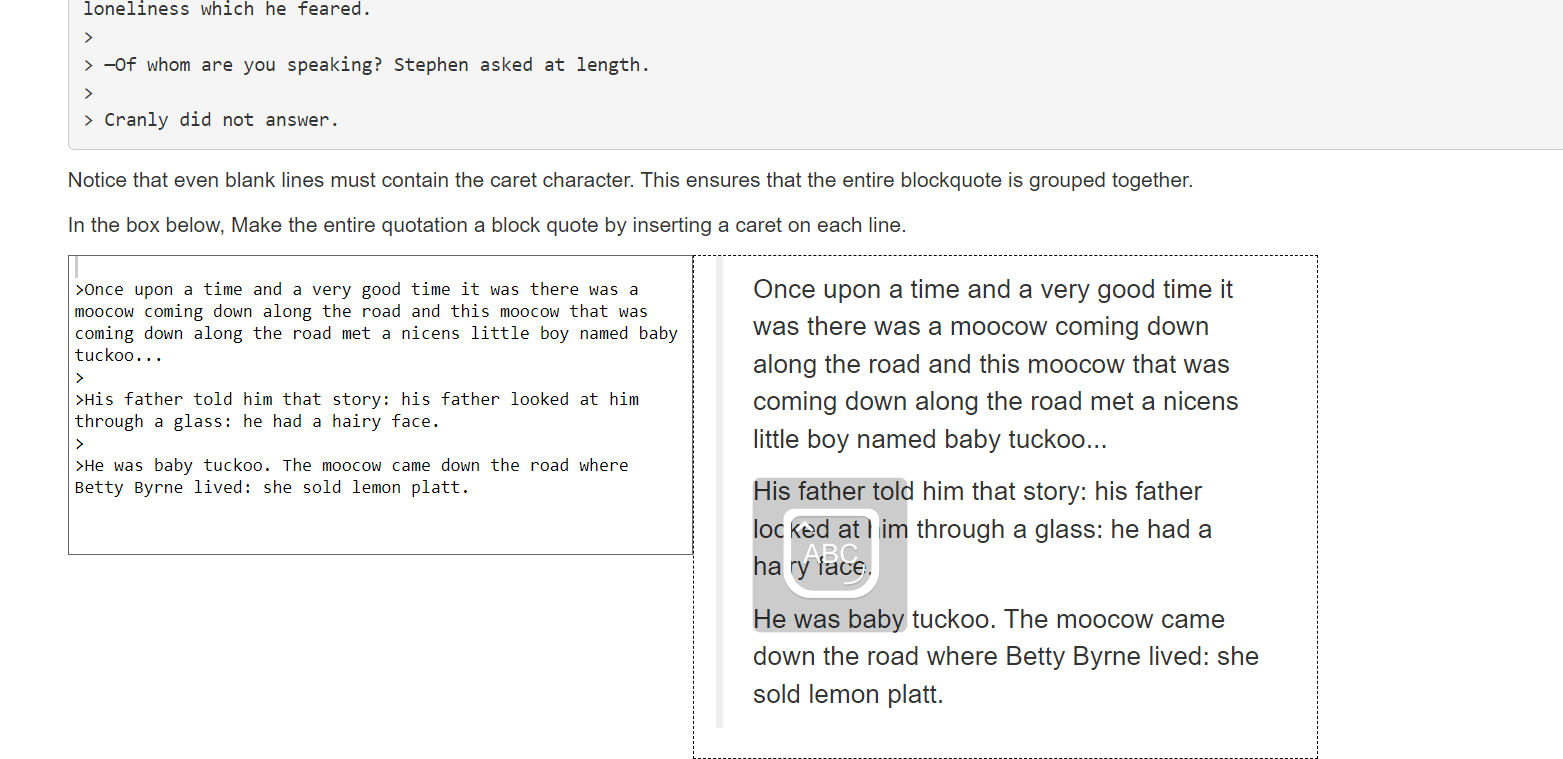 loneliness which he feared.
>
> —Of whom are you speaking? Stephen asked at length.
>
> Cranly did not answer.
Notice that even blank lines must contain the caret character. This ensures that the entire blockquote is grouped together.
In the box below, Make the entire quotation a block quote by inserting a caret on each line.
>Once upon a time and a very good time it was there was a
moocow coming down along the road and this moocow that was
coming down along the road met a nicens little boy named baby
tuckoo...
>
>His father told him that story: his father looked at him
through a glass: he had a hairy face.
>
>He was baby tuckoo. The moocow came down the road where
Betty Byrne lived: she sold lemon platt.
Once upon a time and a very good time it
was there was a moocow coming down
along the road and this moocow that was
coming down along the road met a nicens
little boy named baby tuckoo...
His father told him that story: his father
looked at him through a glass: he had a
hairy face.
ABC
He was baby tuckoo. The moocow came
down the road where Betty Byrne lived: she
sold lemon platt.